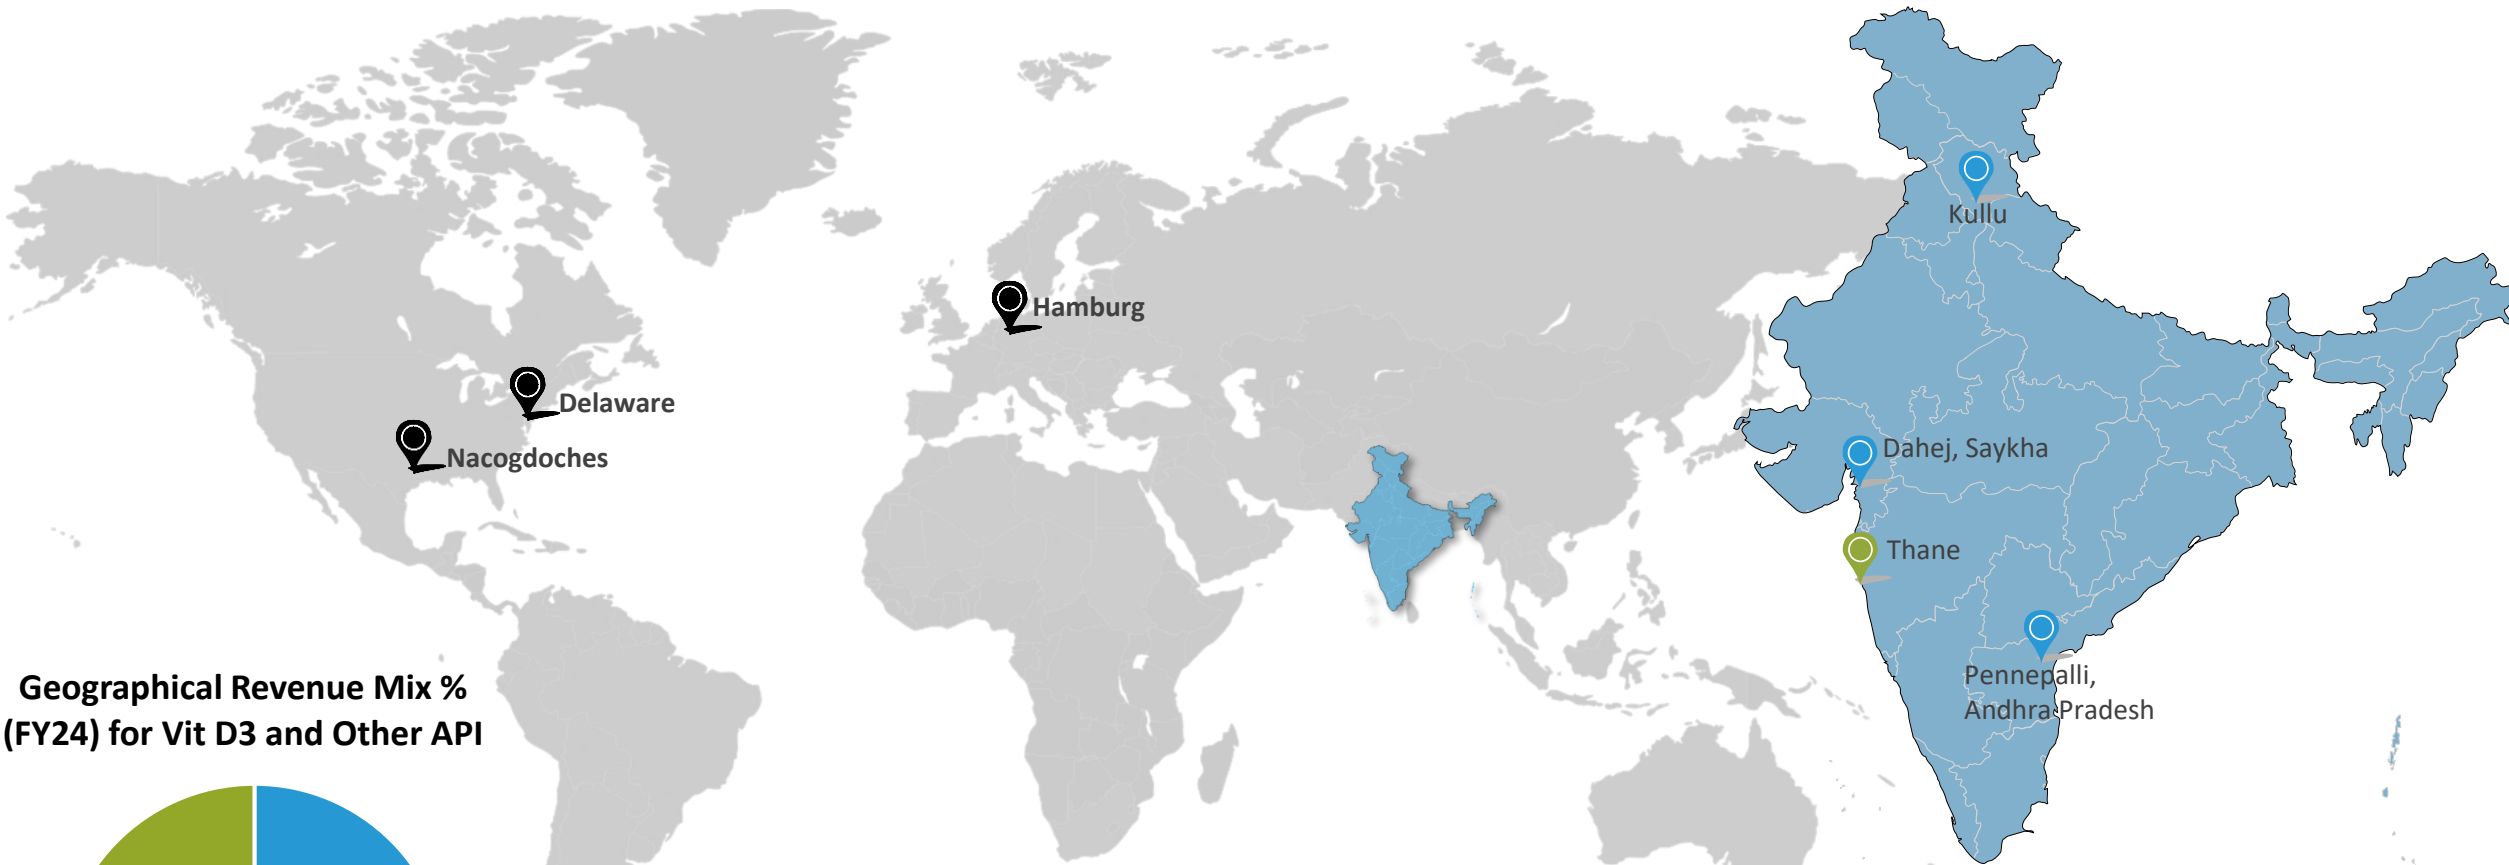 Kullu
Hamburg
Delaware
Nacogdoches
Dahej, Saykha
Thane
Pennepalli,
Andhra Pradesh
Geographical Revenue Mix %
(FY24) for Vit D3 and Other API